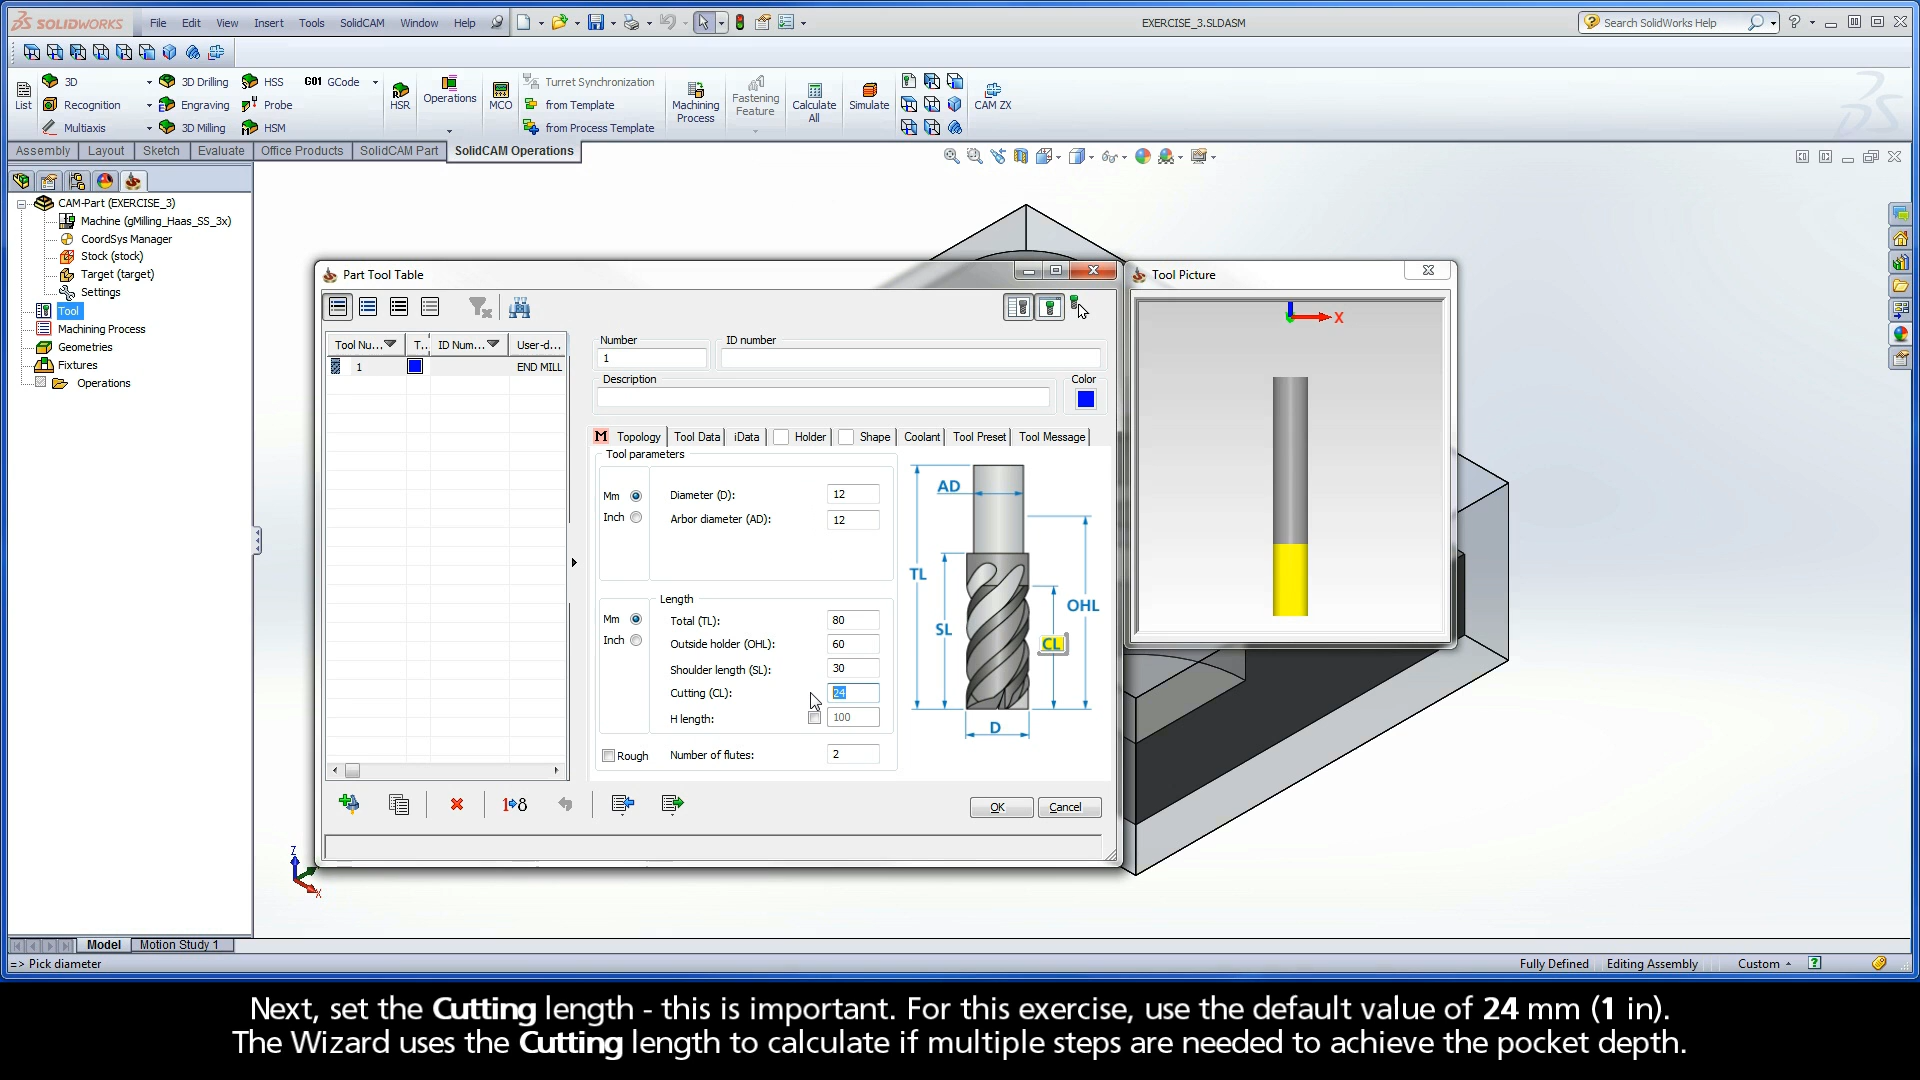 SOLIDWORKS
File Edit View Insert Tools SolidCAM Window Help
EXERCISE_3.SLDASM
Search SolidWorks Help
List
3D
Recognition
Multiaxis
3D Drilling
Engraving
3D Milling
HSS
Probe
HSM
G01 GCode
HSR
Operations
MCO
Turret Synchronization
from Template
from Process Template
Machining Process
Fastening Feature
Calculate All
Simulate
CAM ZX
Assembly Layout Sketch Evaluate Office Products SolidCAM Part SolidCAM Operations
CAM-Part (EXERCISE_3)
Machine (gMilling_Haas_SS_3x)
CoordSys Manager
Stock (stock)
Target (target)
Settings
Tool
Machining Process
Geometries
Fixtures
Operations
Part Tool Table
Tool Nu... T.. ID Num... User-d...
1 END MILL
Number
1
ID number
Description
Color
M Topology Tool Data iData Holder Shape Coolant Tool Preset Tool Message
Tool parameters
Mm
Inch
Diameter (D): 12
Arbor diameter (AD): 12
Length
Mm
Inch
Total (TL): 80
Outside holder (OHL): 60
Shoulder length (SL): 30
Cutting (CL): 24
H length: 100
Rough
Number of flutes: 2
AD
TL
SL
CL
OHL
D
1→8
OK
Cancel
Tool Picture
X
Z
X
Model Motion Study 1
=> Pick diameter
Fully Defined Editing Assembly Custom
Next, set the Cutting length - this is important. For this exercise, use the default value of 24 mm (1 in).
The Wizard uses the Cutting length to calculate if multiple steps are needed to achieve the pocket depth.